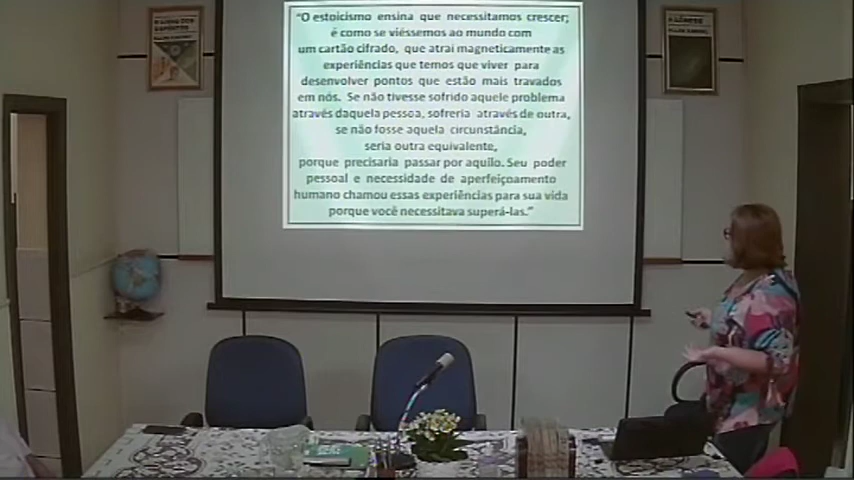 "O estoicismo ensina que necessitamos crescer;
é como se viéssemos ao mundo com
um cartão cifrado, que atrai magneticamente as
experiências que temos que viver para
desenvolver pontos que estão mais travados
em nós. Se não tivesse sofrido aquele problema
através daquela pessoa, sofreria através de outra,
se não fosse aquela circunstância,
seria outra equivalente,
porque precisaria passar por aquilo. Seu poder
pessoal e necessidade de aperfeiçoamento
humano chamou essas experiências para sua vida
porque você necessitava superá-las."